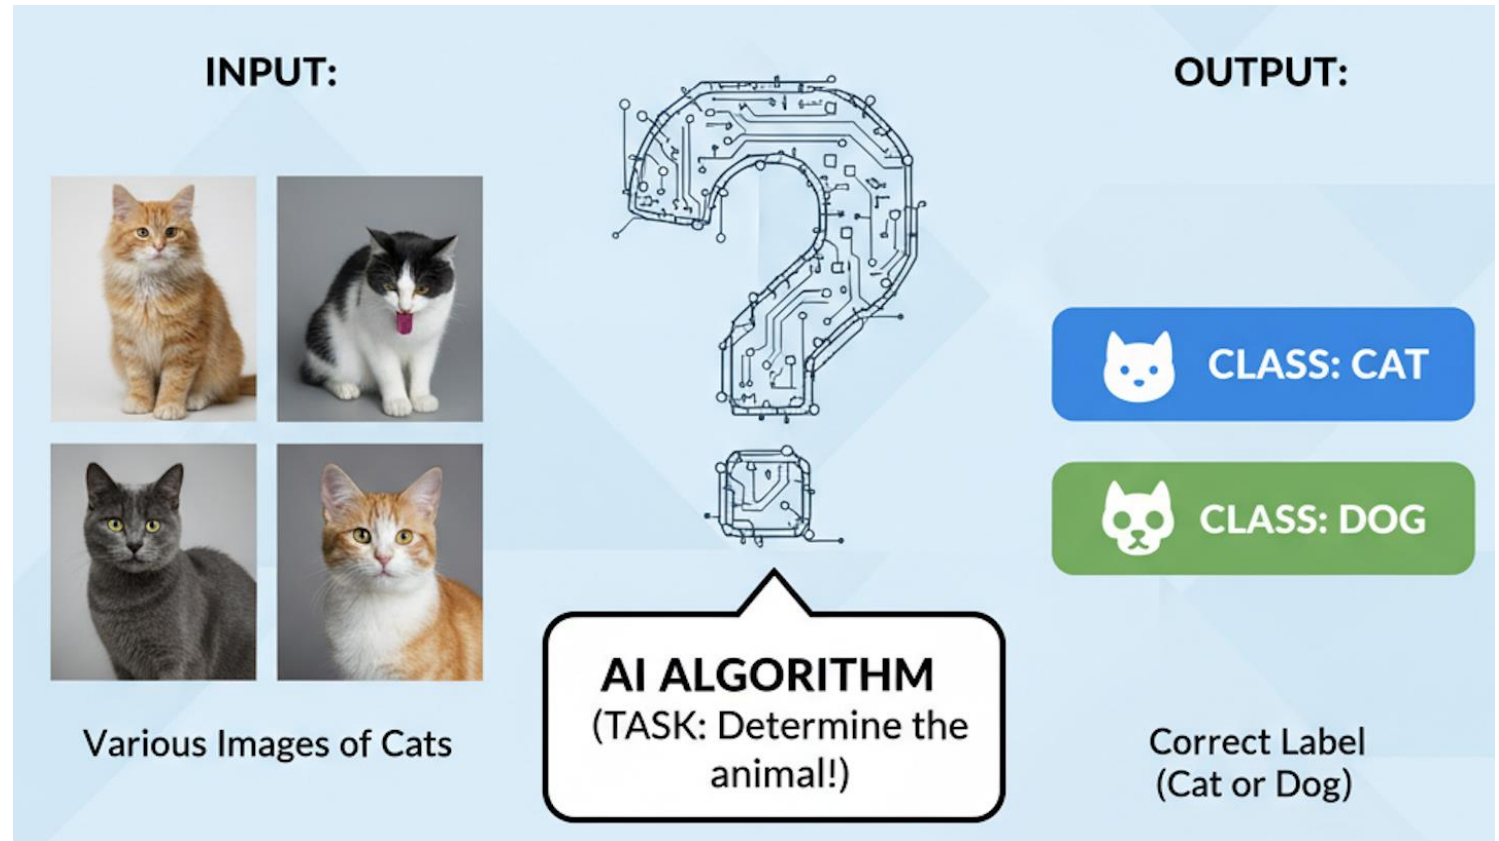 INPUT:
OUTPUT:
CLASS: CAT
CLASS: DOG
AI ALGORITHM
(TASK: Determine the
animal!)
Various Images of Cats
Correct Label
(Cat or Dog)